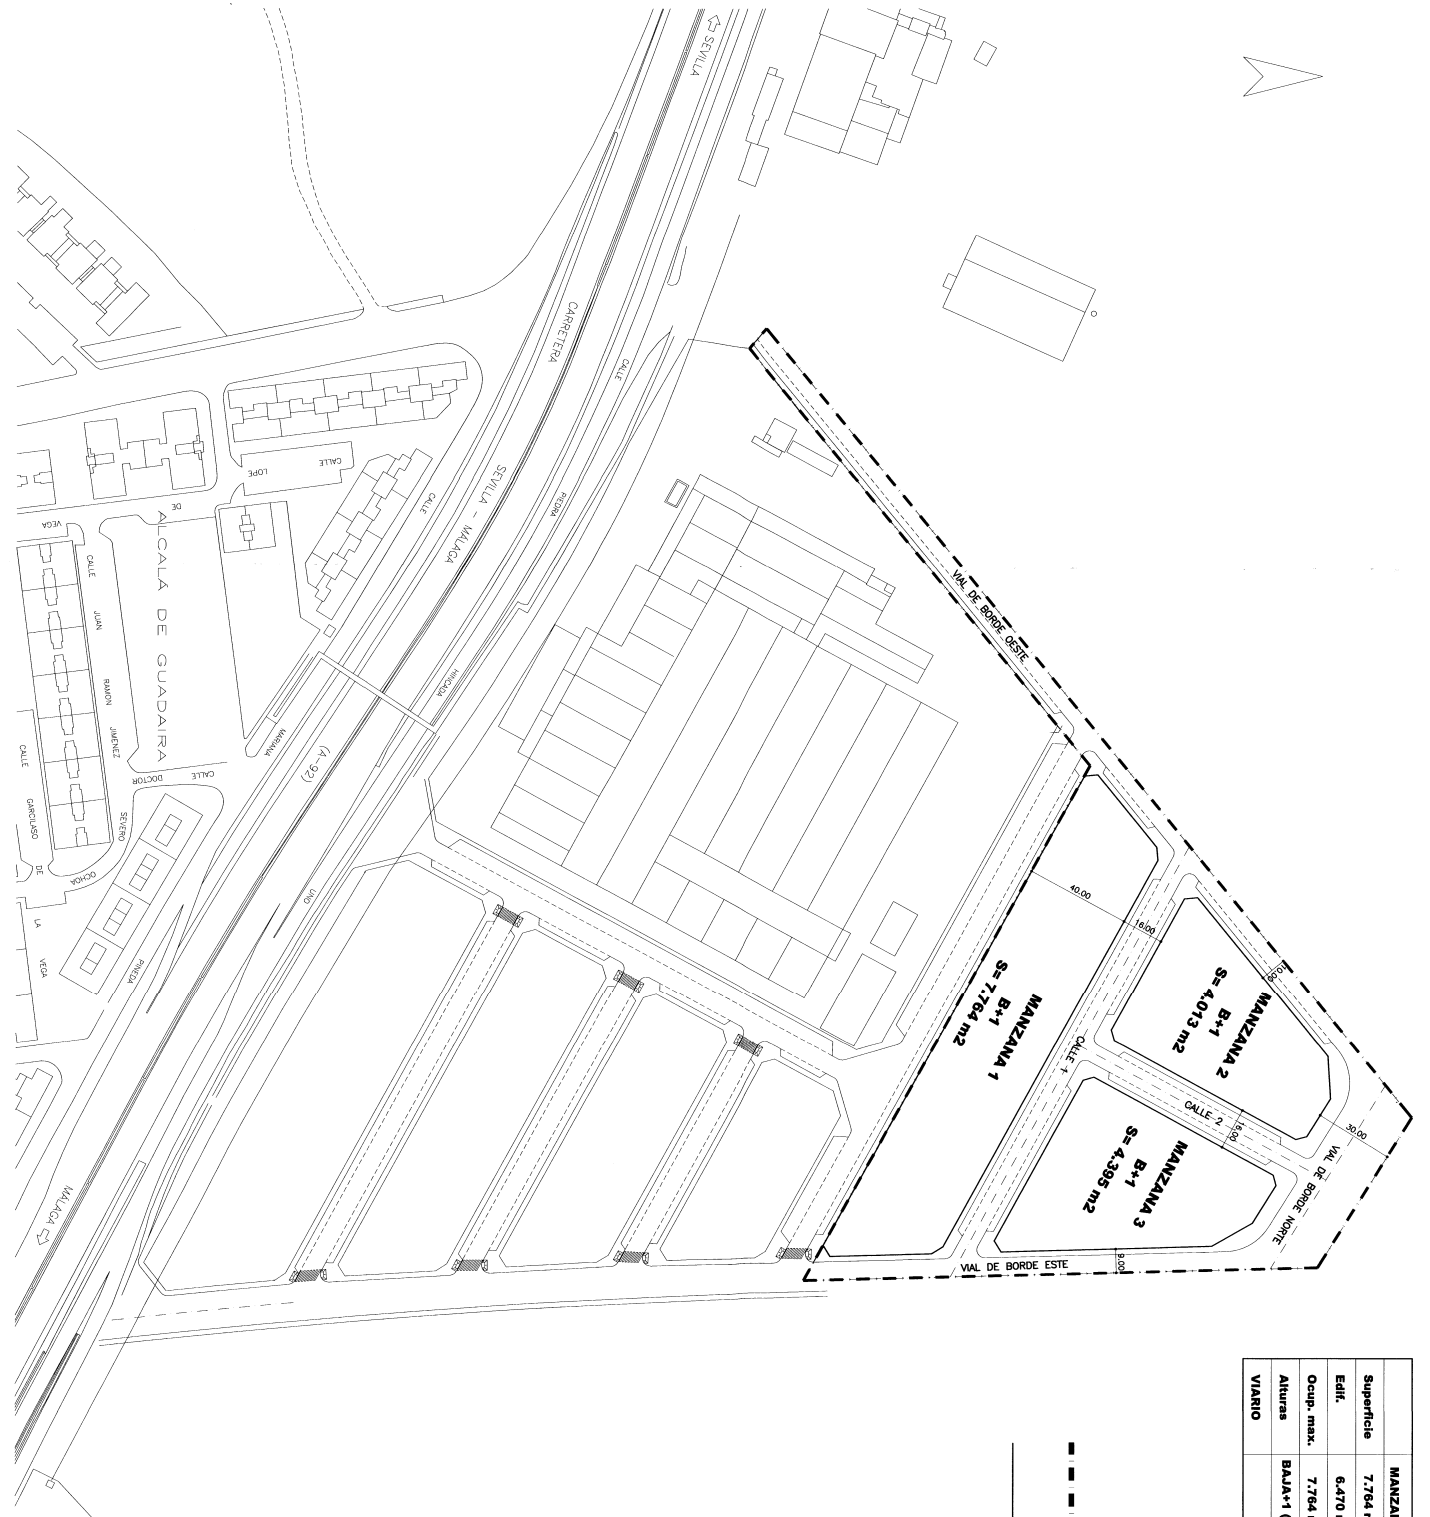 SEVILLA
CARRETERA
SEVILLA - MALAGA
(A-92)
MALAGA
CALLE
PIEDRA
HINCADA
UNO
CALLE
MARIANA
PINEDA
CALLE
LOPE
DE
VEGA
ALCALA DE GUADAIRA
CALLE
JUAN
RAMON
JIMENEZ
CALLE
DOCTOR
SEVERO
OCHOA
CALLE
GARCILASO
DE
LA
VEGA
VIAL DE BORDE OESTE
40.00
16.00
10.00
MANZANA 1
B+1
S= 7.764 m2
MANZANA 2
B+1
S= 4.013 m2
CALLE 1
CALLE 2
16.00
30.00
MANZANA 3
B+1
S= 4.395 m2
VIAL DE BORDE NORTE
VIAL DE BORDE ESTE
9.00
Superficie 7.764
Edif. 6.470
Ocup. max. 7.764
Alturas BAJA+1
VIARIO